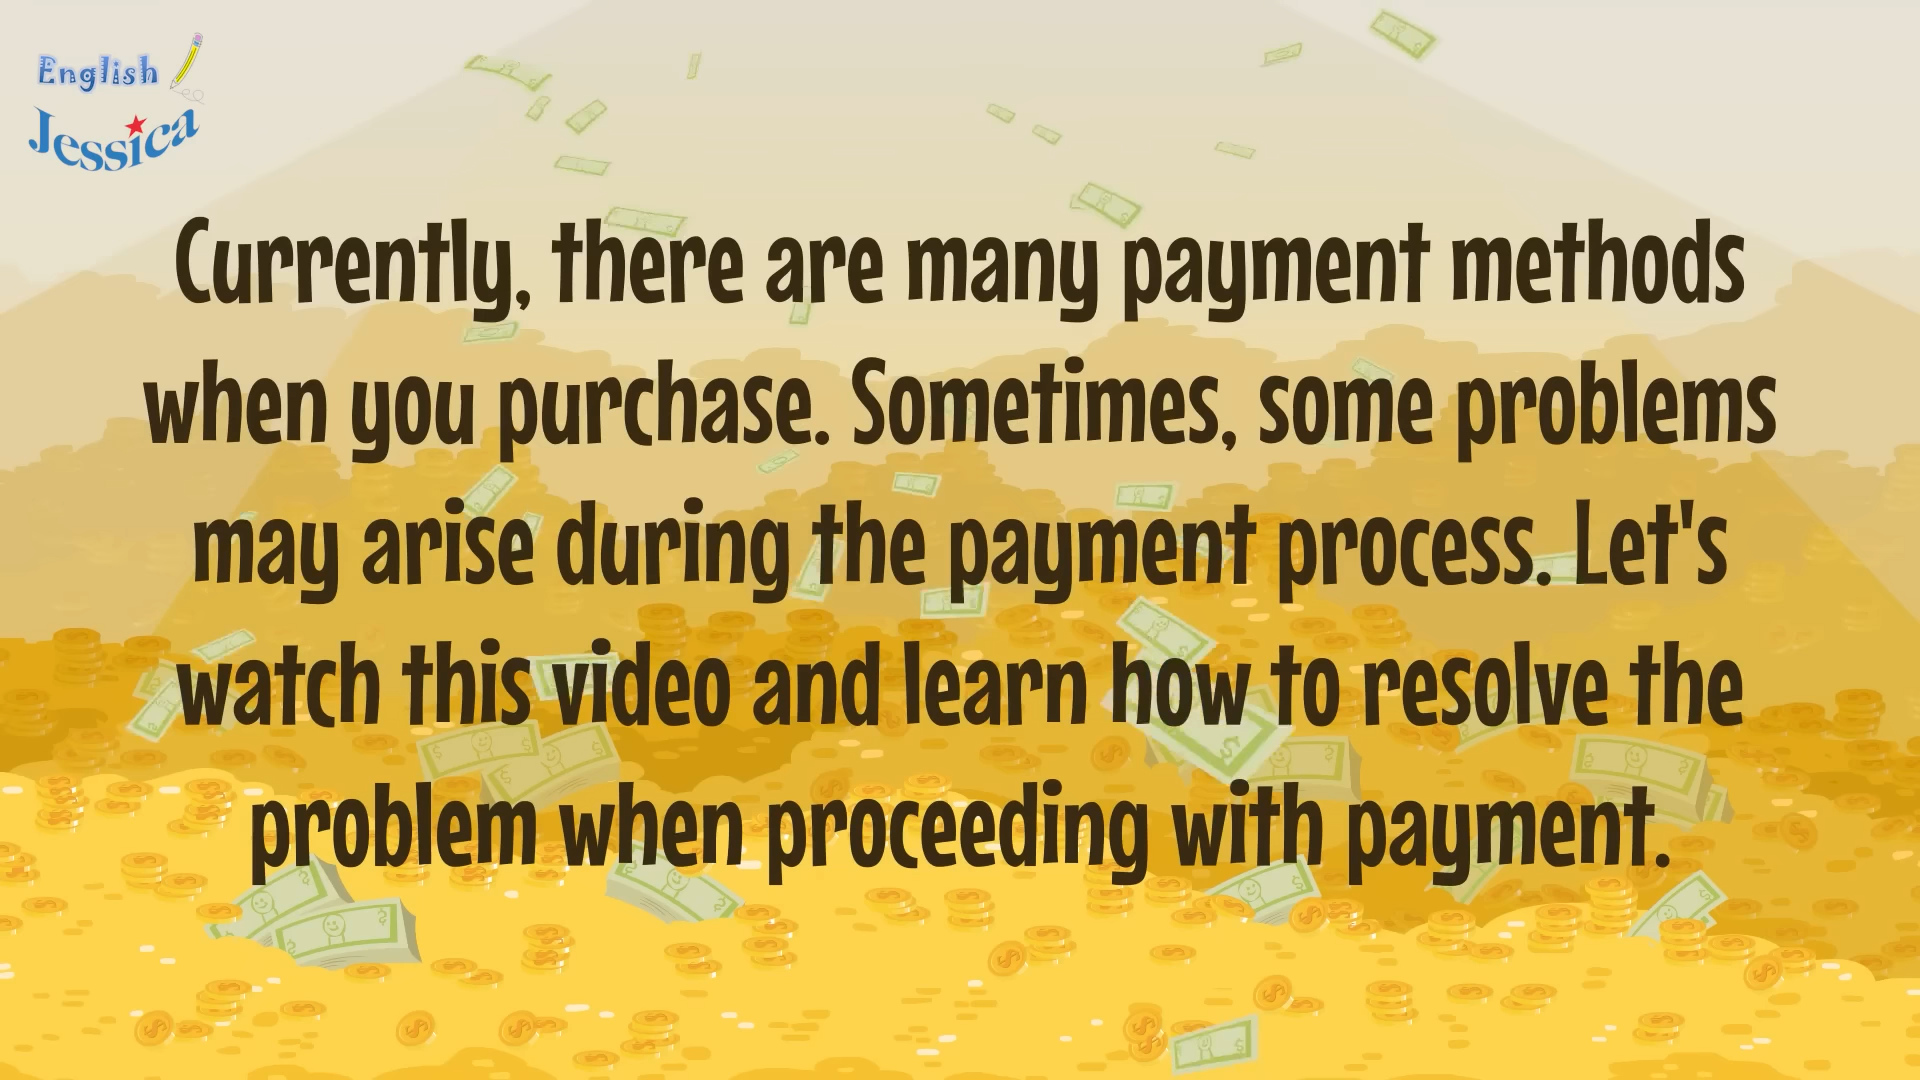 English
Jessica
Currently, there are many payment methods
when you purchase. Sometimes, some problems
may arise during the payment process. Let's
watch this video and learn how to resolve the
problem when proceeding with payment.